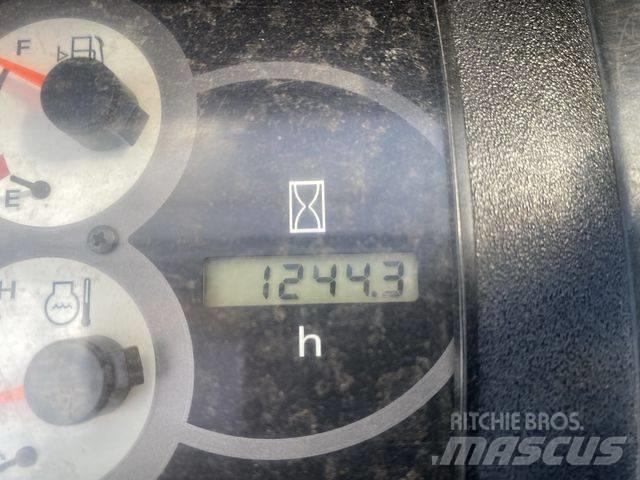 F
E
1244.3
H
h
RITCHIE BROS.
MASCUS